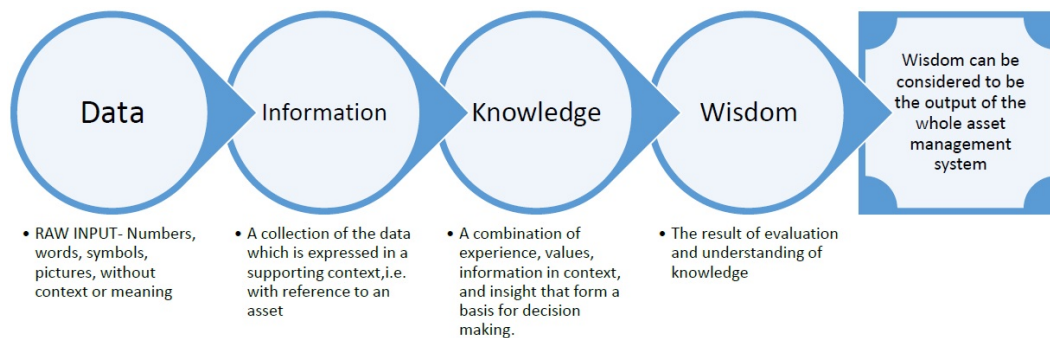 Data
Information
Knowledge
Wisdom
Wisdom can be
considered to be
the output of the
whole asset
management
system
• RAW INPUT- Numbers,
words, symbols,
pictures, without
context or meaning
• A collection of the data
which is expressed in a
supporting context,i.e.
with reference to an
asset
• A combination of
experience, values,
information in context,
and insight that form a
basis for decision
making.
• The result of evaluation
and understanding of
knowledge